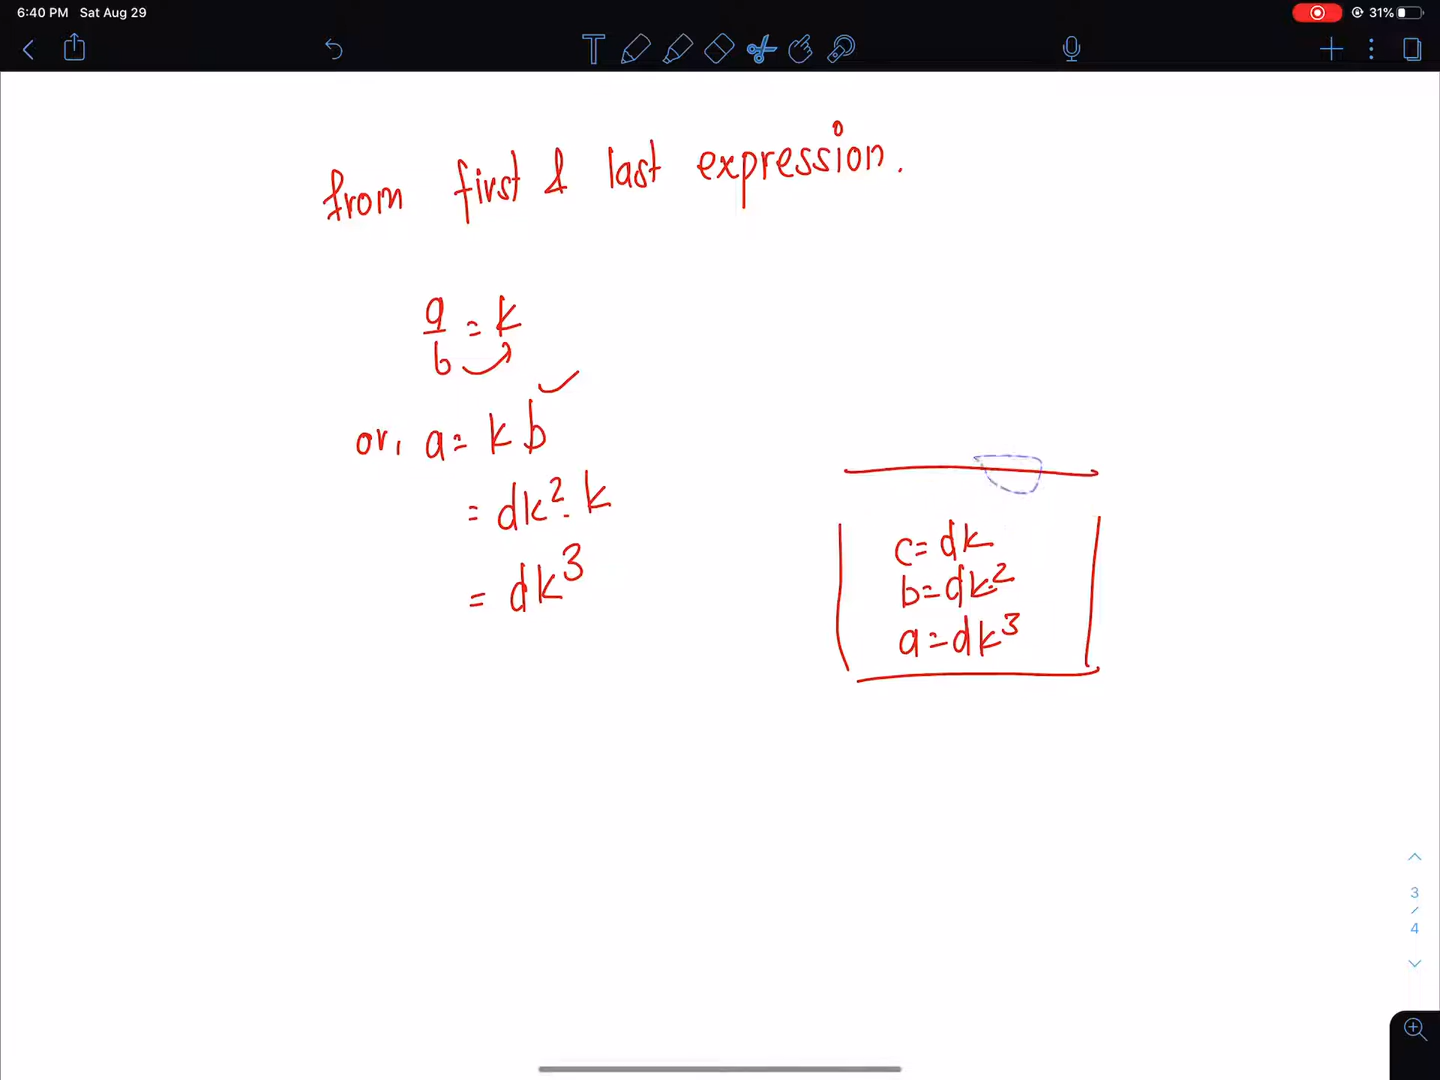 6:40 PM Sat Aug 29
31%
from first & last expression.
a/b = k
or, a = k b
= dk². k
= dk³
c = dk
b = dk²
a = dk³
3
/
4